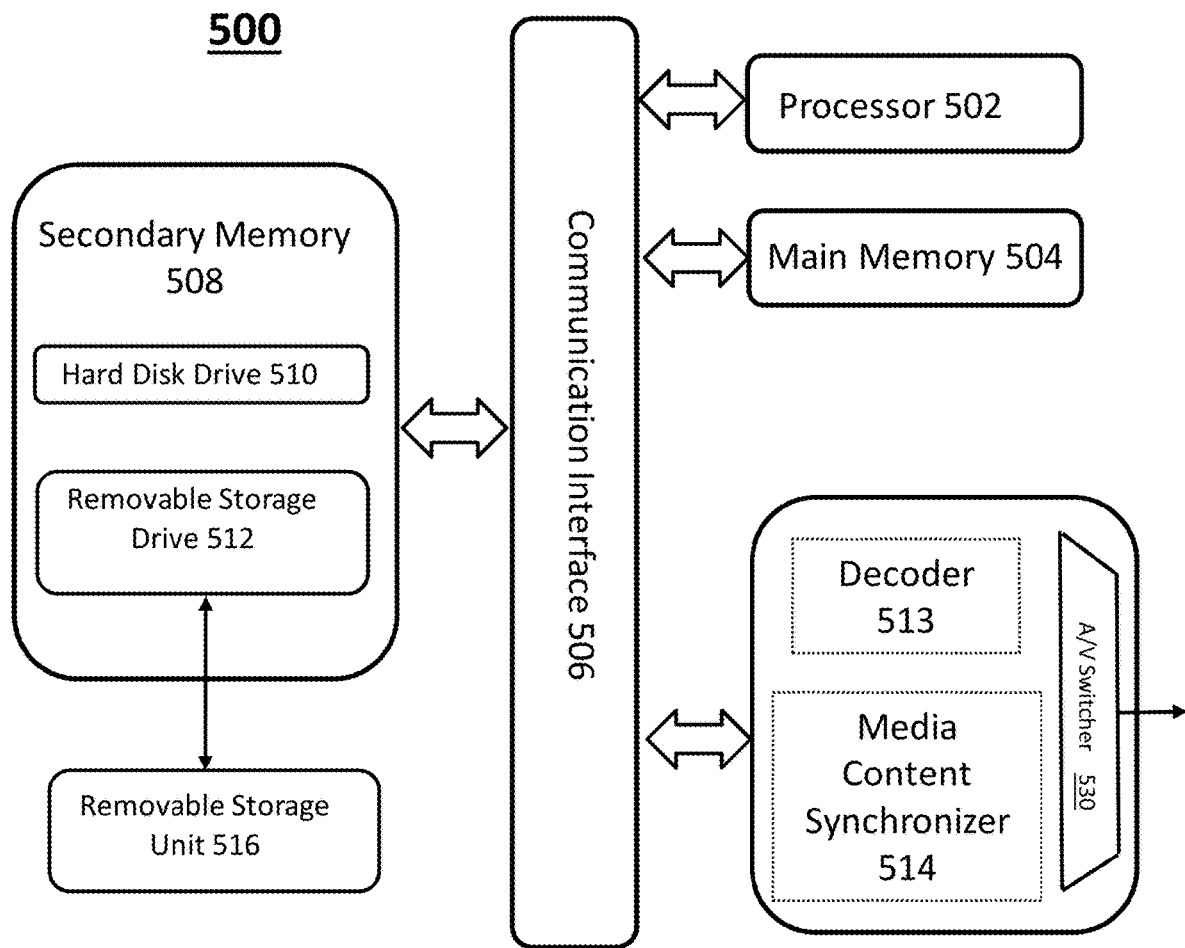 500
Processor 502
Main Memory 504
Communication Interface 506
Secondary Memory
508
Hard Disk Drive 510
Removable Storage
Drive 512
Removable Storage
Unit 516
Decoder
513
Media
Content
Synchronizer
514
A/V Switcher 530